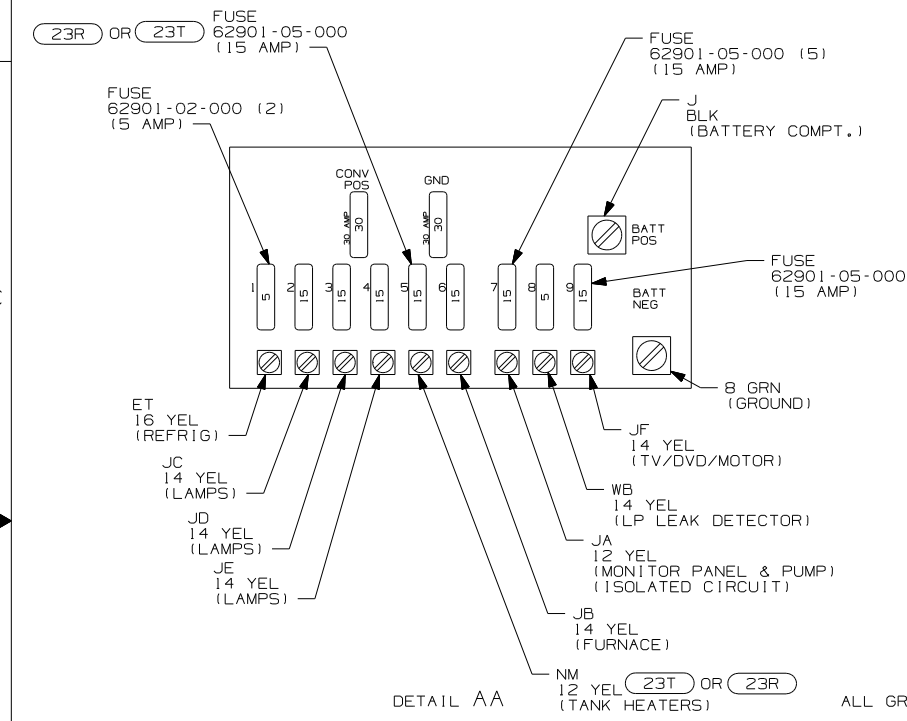 23R OR 23T
FUSE
62901-05-000
(15 AMP)
FUSE
62901-05-000 (5)
(15 AMP)
FUSE
62901-02-000 (2)
(5 AMP)
J
BLK
(BATTERY COMPT.)
CONV
POS
GND
30 AMP
30
30 AMP
30
BATT
POS
FUSE
62901-05-000
(15 AMP)
1 5 2 15 3 15 4 15 5 15 6 15 7 15 8 5 9 15
BATT
NEG
8 GRN
(GROUND)
ET
16 YEL
(REFRIG)
JF
14 YEL
(TV/DVD/MOTOR)
JC
14 YEL
(LAMPS)
WB
14 YEL
(LP LEAK DETECTOR)
JD
14 YEL
(LAMPS)
JA
12 YEL
(MONITOR PANEL & PUMP)
(ISOLATED CIRCUIT)
JE
14 YEL
(LAMPS)
JB
14 YEL
(FURNACE)
NM
12 YEL 23T OR 23R
(TANK HEATERS)
DETAIL AA
ALL GR